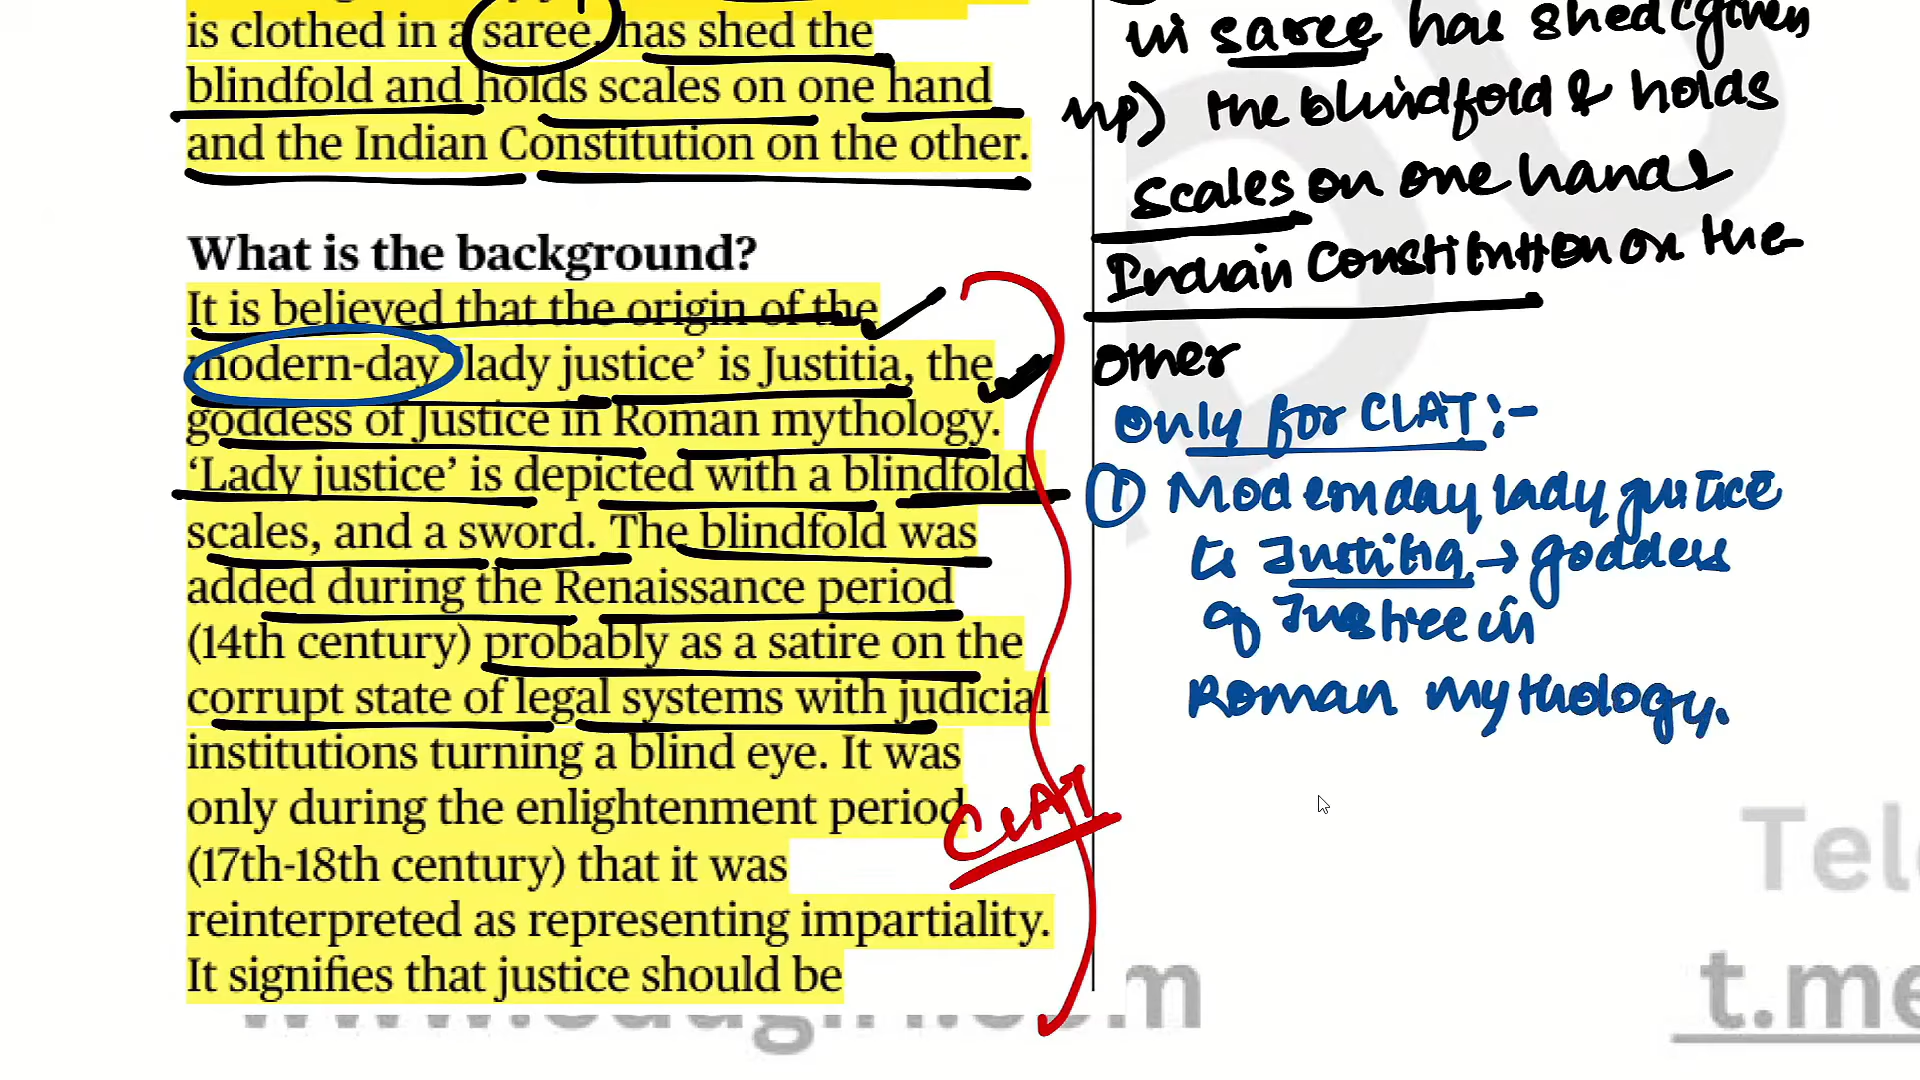 is clothed in a saree, has shed the
blindfold and holds scales on one hand
and the Indian Constitution on the other.
What is the background?
It is believed that the origin of the
modern-day 'lady justice' is Justitia, the
goddess of Justice in Roman mythology.
'Lady justice' is depicted with a blindfold,
scales, and a sword. The blindfold was
added during the Renaissance period
(14th century) probably as a satire on the
corrupt state of legal systems with judicial
institutions turning a blind eye. It was
only during the enlightenment period
(17th-18th century) that it was
reinterpreted as representing impartiality.
It signifies that justice should be
CLAT
in saree has shed (given
up) the blindfold & holds
scales on one hand &
Indian Constitution on the
other
Only for CLAT:-
① Modern day lady justice
is Justitia → goddess
of Justice in
Roman mythology.
t.me